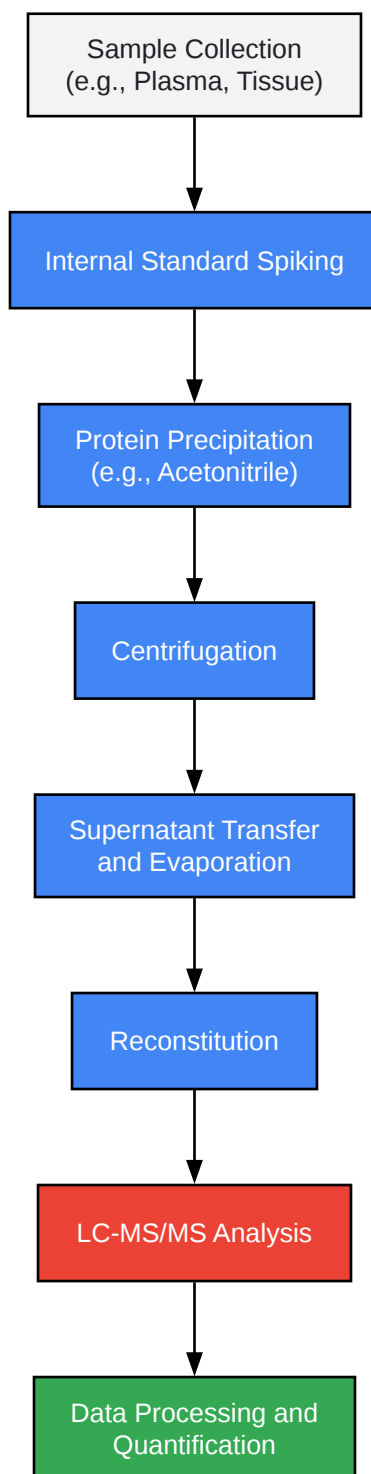 Sample Collection
(e.g., Plasma, Tissue)
Internal Standard Spiking
Protein Precipitation
(e.g., Acetonitrile)
Centrifugation
Supernatant Transfer
and Evaporation
Reconstitution
LC-MS/MS Analysis
Data Processing and
Quantification